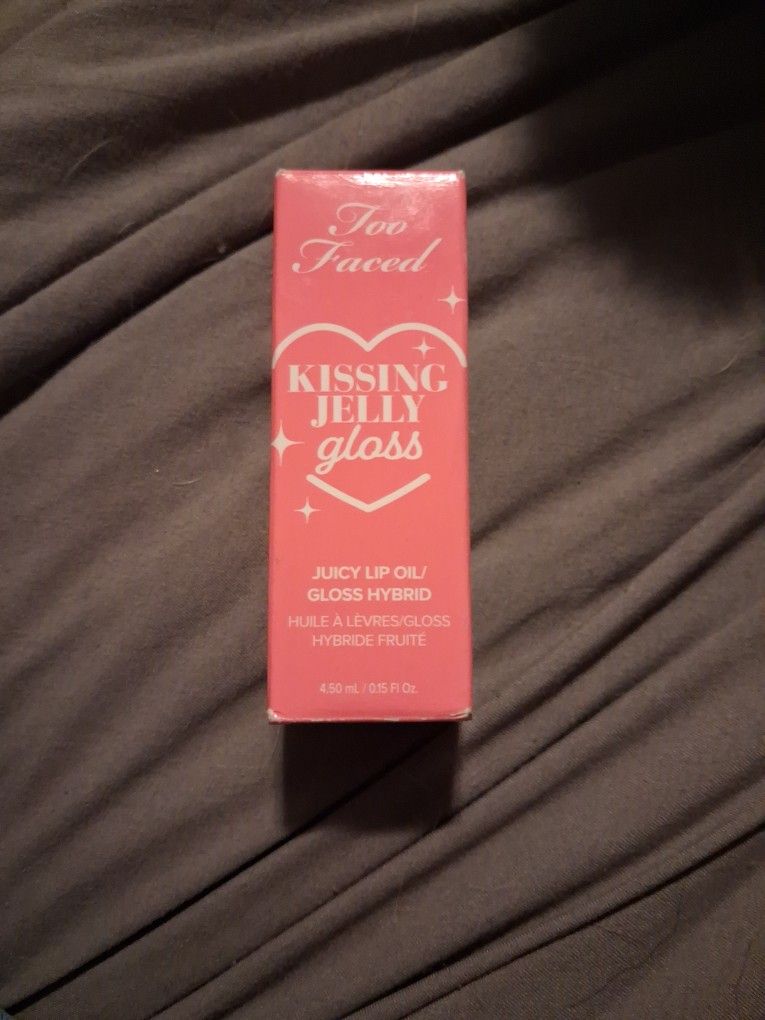 Too
Faced
KISSING
JELLY
gloss
JUICY LIP OIL/
GLOSS HYBRID
HUILE À LÈVRES/GLOSS
HYBRIDE FRUITÉ
4.50 mL / 0.15 Fl Oz.